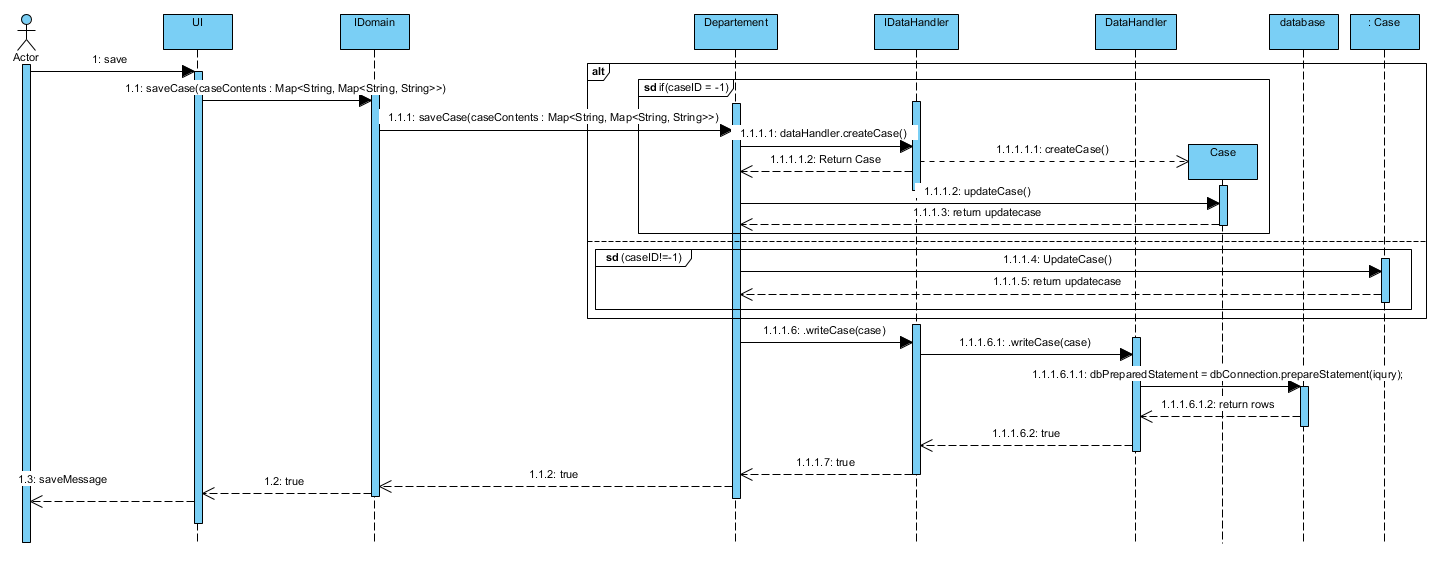 Actor
UI
IDomain
Departement
IDataHandler
DataHandler
database
: Case
1: save
alt
sd if(caseID = -1)
1.1: saveCase(caseContents : Map<String, Map<String, String>>)
1.1.1: saveCase(caseContents : Map<String, Map<String, String>>)
1.1.1.1: dataHandler.createCase()
1.1.1.1.1: createCase()
Case
1.1.1.1.2: Return Case
1.1.1.2: updateCase()
1.1.1.3: return updatecase
sd (caseID!=-1)
1.1.1.4: UpdateCase()
1.1.1.5: return updatecase
1.1.1.6: .writeCase(case)
1.1.1.6.1: .writeCase(case)
1.1.1.6.1.1: dbPreparedStatement = dbConnection.prepareStatement(iqury);
1.1.1.6.1.2: return rows
1.1.1.6.2: true
1.1.1.7: true
1.1.2: true
1.2: true
1.3: saveMessage